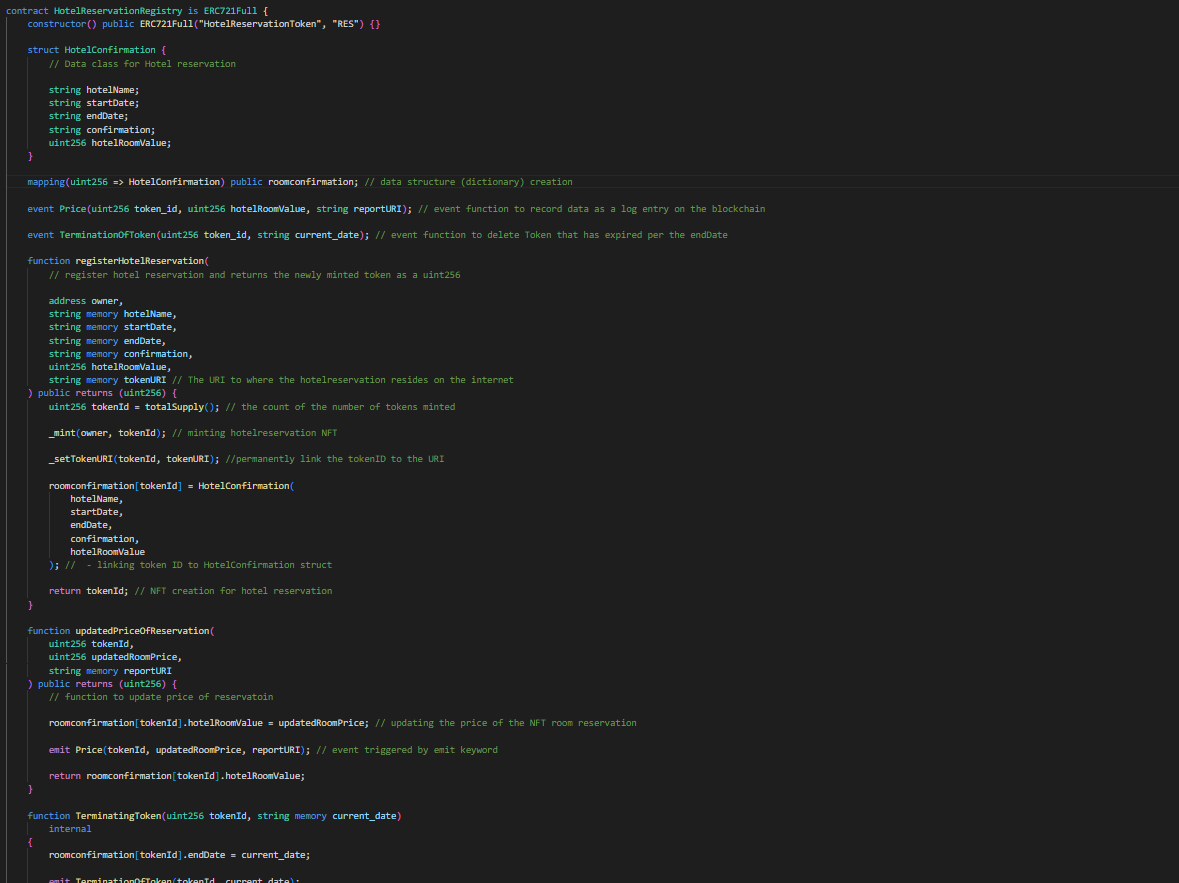 contract HotelReservationRegistry is ERC721Full {
constructor() public ERC721Full("HotelReservationToken", "RES") {}
struct HotelConfirmation {
// Data class for Hotel reservation
string hotelName;
string startDate;
string endDate;
string confirmation;
uint256 hotelRoomValue;
}
mapping(uint256 => HotelConfirmation) public roomconfirmation; // data structure (dictionary) creation
event Price(uint256 token_id, uint256 hotelRoomValue, string reportURI); // event function to record data as a log entry on the blockchain
event TerminationOfToken(uint256 token_id, string current_date); // event function to delete Token that has expired per the endDate
function registerHotelReservation(
// register hotel reservation and returns the newly minted token as a uint256
address owner,
string memory hotelName,
string memory startDate,
string memory endDate,
string memory confirmation,
uint256 hotelRoomValue,
string memory tokenURI // The URI to where the hotelreservation resides on the internet
) public returns (uint256) {
uint256 tokenId = totalSupply(); // the count of the number of tokens minted
_mint(owner, tokenId); // minting hotelreservation NFT
_setTokenURI(tokenId, tokenURI); //permanently link the tokenID to the URI
roomconfirmation[tokenId] = HotelConfirmation(
hotelName,
startDate,
endDate,
confirmation,
hotelRoomValue
); //  - linking token ID to HotelConfirmation struct
return tokenId; // NFT creation for hotel reservation
}
function updatedPriceOfReservation(
uint256 tokenId,
uint256 updatedRoomPrice,
string memory reportURI
) public returns (uint256) {
// function to update price of reservatoin
roomconfirmation[tokenId].hotelRoomValue = updatedRoomPrice; // updating the price of the NFT room reservation
emit Price(tokenId, updatedRoomPrice, reportURI); // event triggered by emit keyword
return roomconfirmation[tokenId].hotelRoomValue;
}
function TerminatingToken(uint256 tokenId, string memory current_date)
internal
{
roomconfirmation[tokenId].endDate = current_date;
emit TerminationOfToken(tokenId, current_date);